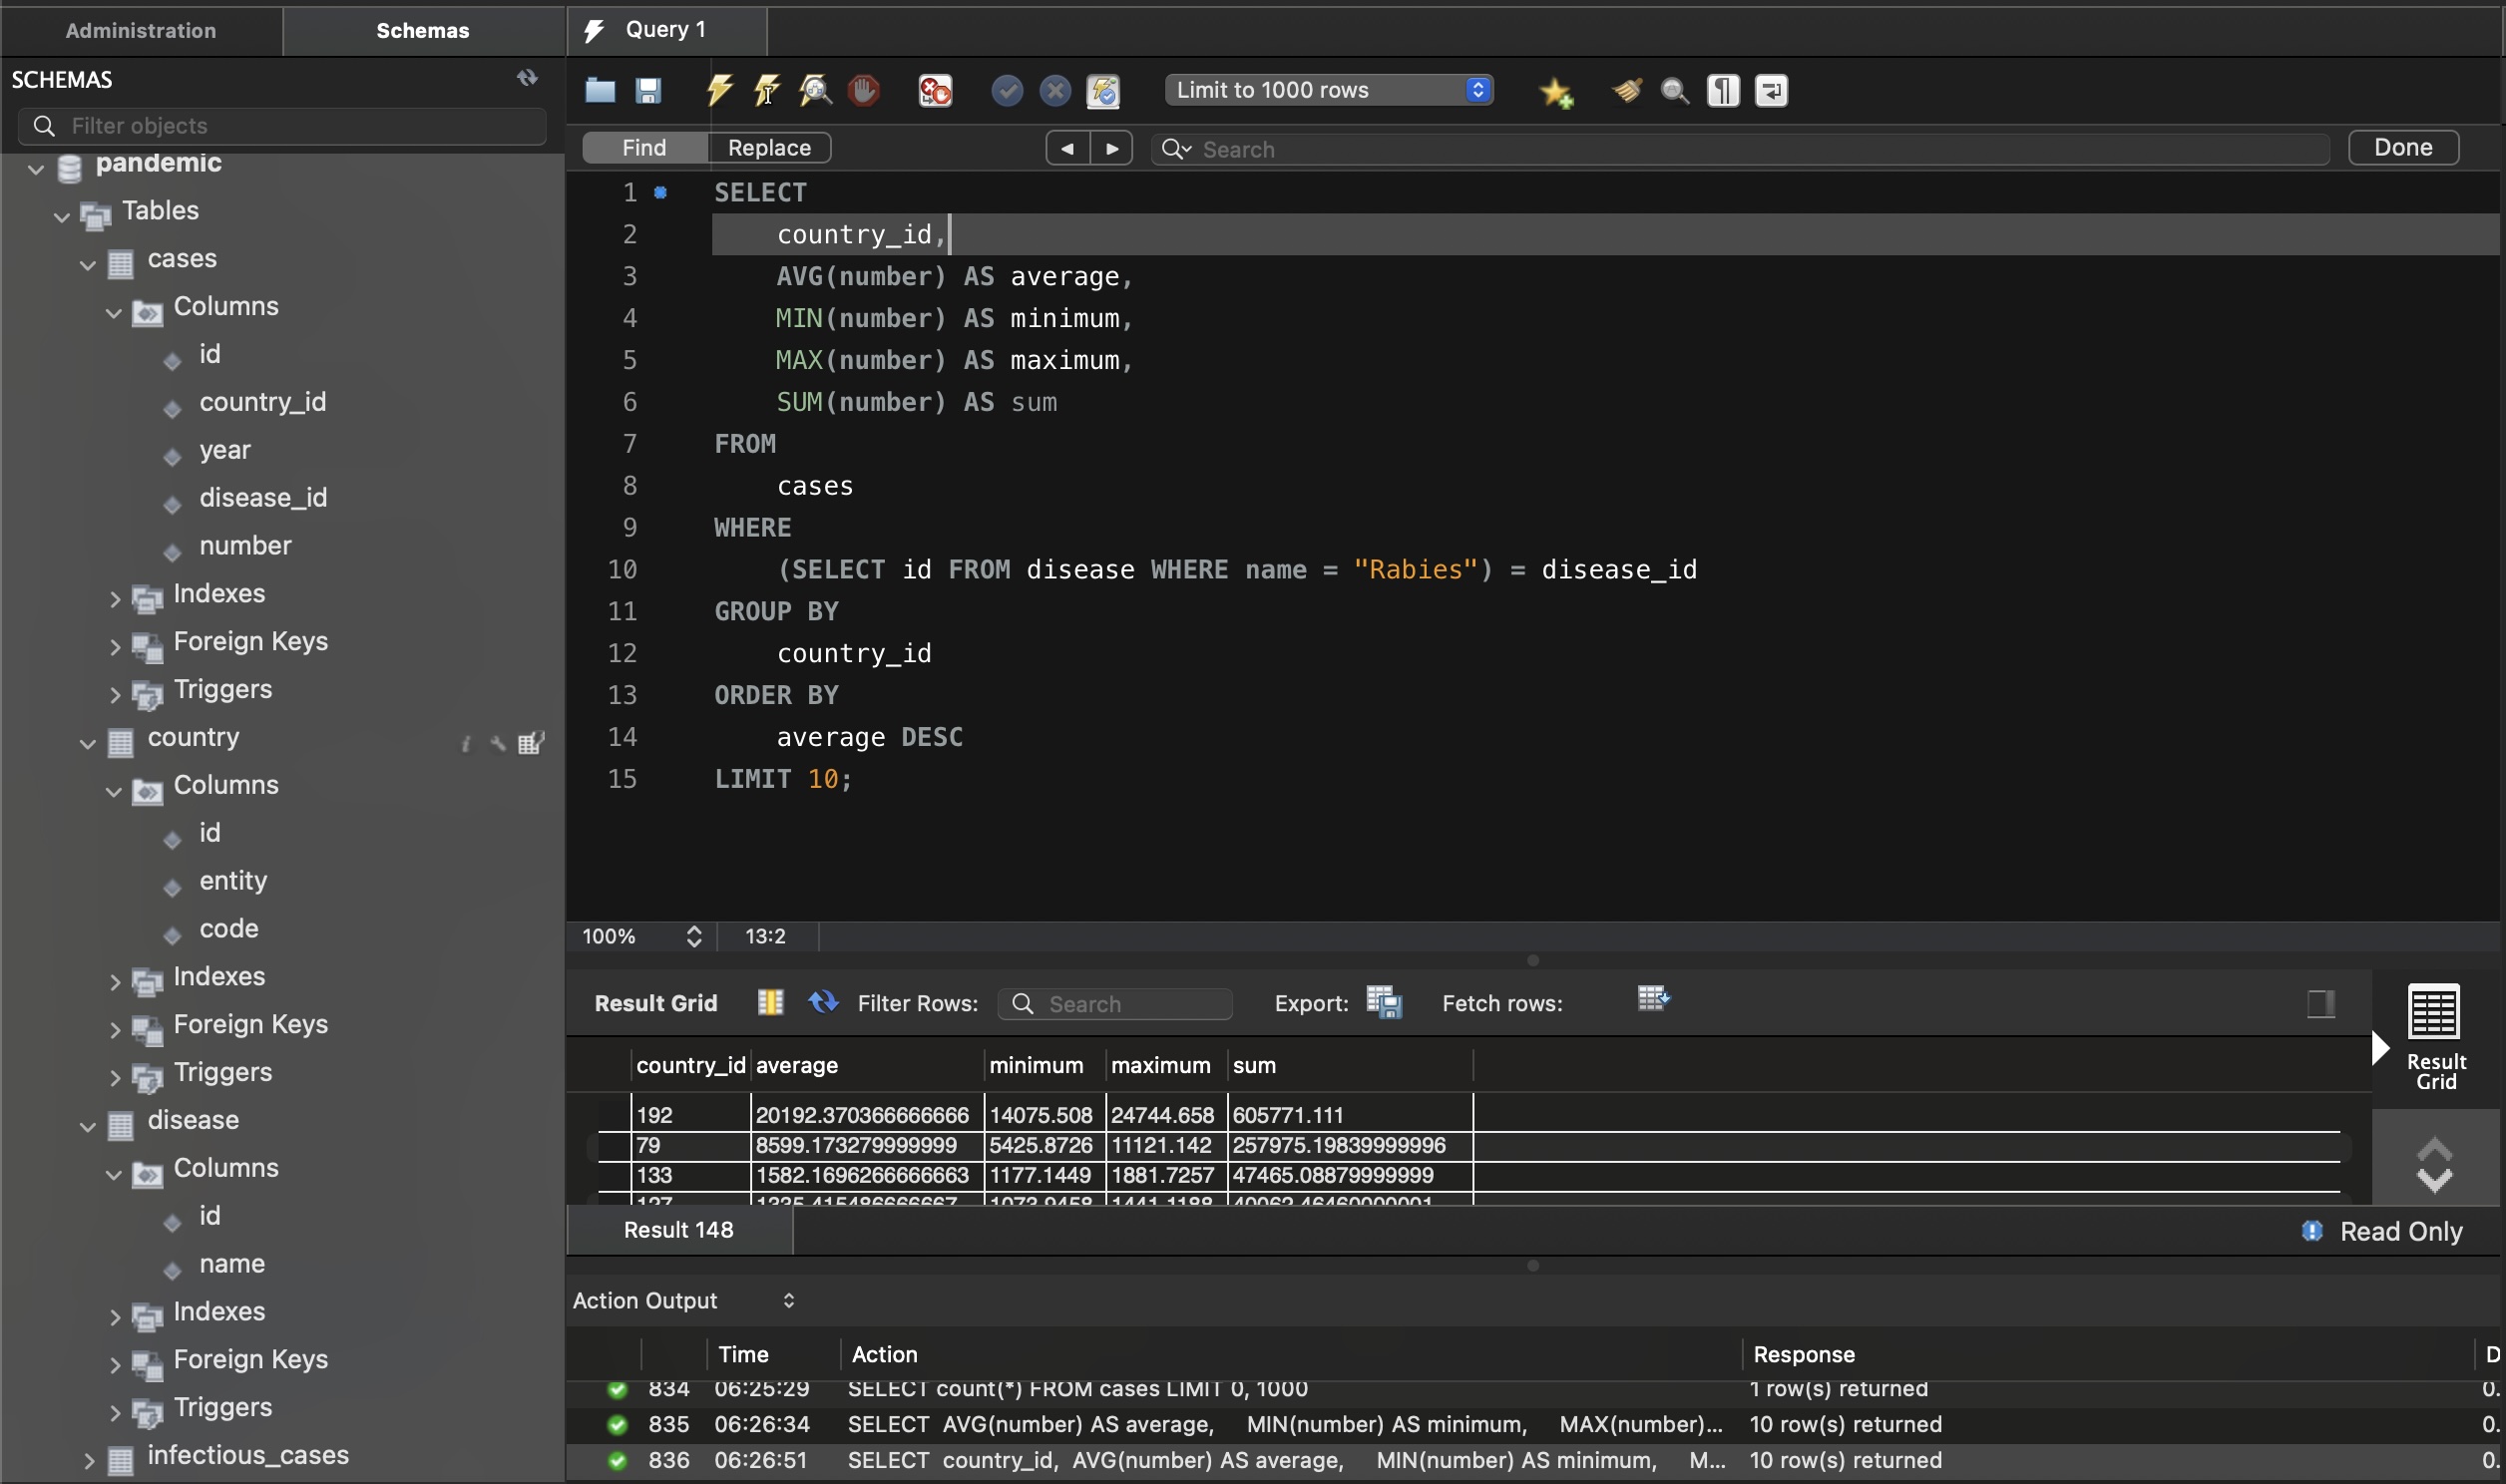 Administration
Schemas
Query 1
SCHEMAS
Filter objects
Limit to 1000 rows
Find
Replace
Search
Done
pandemic
Tables
cases
Columns
id
country_id
year
disease_id
number
Indexes
Foreign Keys
Triggers
country
Columns
id
entity
code
Indexes
Foreign Keys
Triggers
disease
Columns
id
name
Indexes
Foreign Keys
Triggers
infectious_cases
1 SELECT
2 country_id,
3 AVG(number) AS average,
4 MIN(number) AS minimum,
5 MAX(number) AS maximum,
6 SUM(number) AS sum
7 FROM
8 cases
9 WHERE
10 (SELECT id FROM disease WHERE name = "Rabies") = disease_id
11 GROUP BY
12 country_id
13 ORDER BY
14 average DESC
15 LIMIT 10;
100% 13:2
Result Grid Filter Rows: Search Export: Fetch rows:
Result Grid
country_id average minimum maximum sum
192 20192.370366666666 14075.508 24744.658 605771.111
79 8599.173279999999 5425.8726 11121.142 257975.19839999996
133 1582.1696266666663 1177.1449 1881.7257 47465.08879999999
127 1335.415486666667 1073.9458 1441.1188 40062.46460000001
Result 148
Read Only
Action Output
Time Action Response D
834 06:25:29 SELECT count(*) FROM cases LIMIT 0, 1000 1 row(s) returned 0.
835 06:26:34 SELECT AVG(number) AS average, MIN(number) AS minimum, MAX(number)... 10 row(s) returned 0.
836 06:26:51 SELECT country_id, AVG(number) AS average, MIN(number) AS minimum, M... 10 row(s) returned 0.